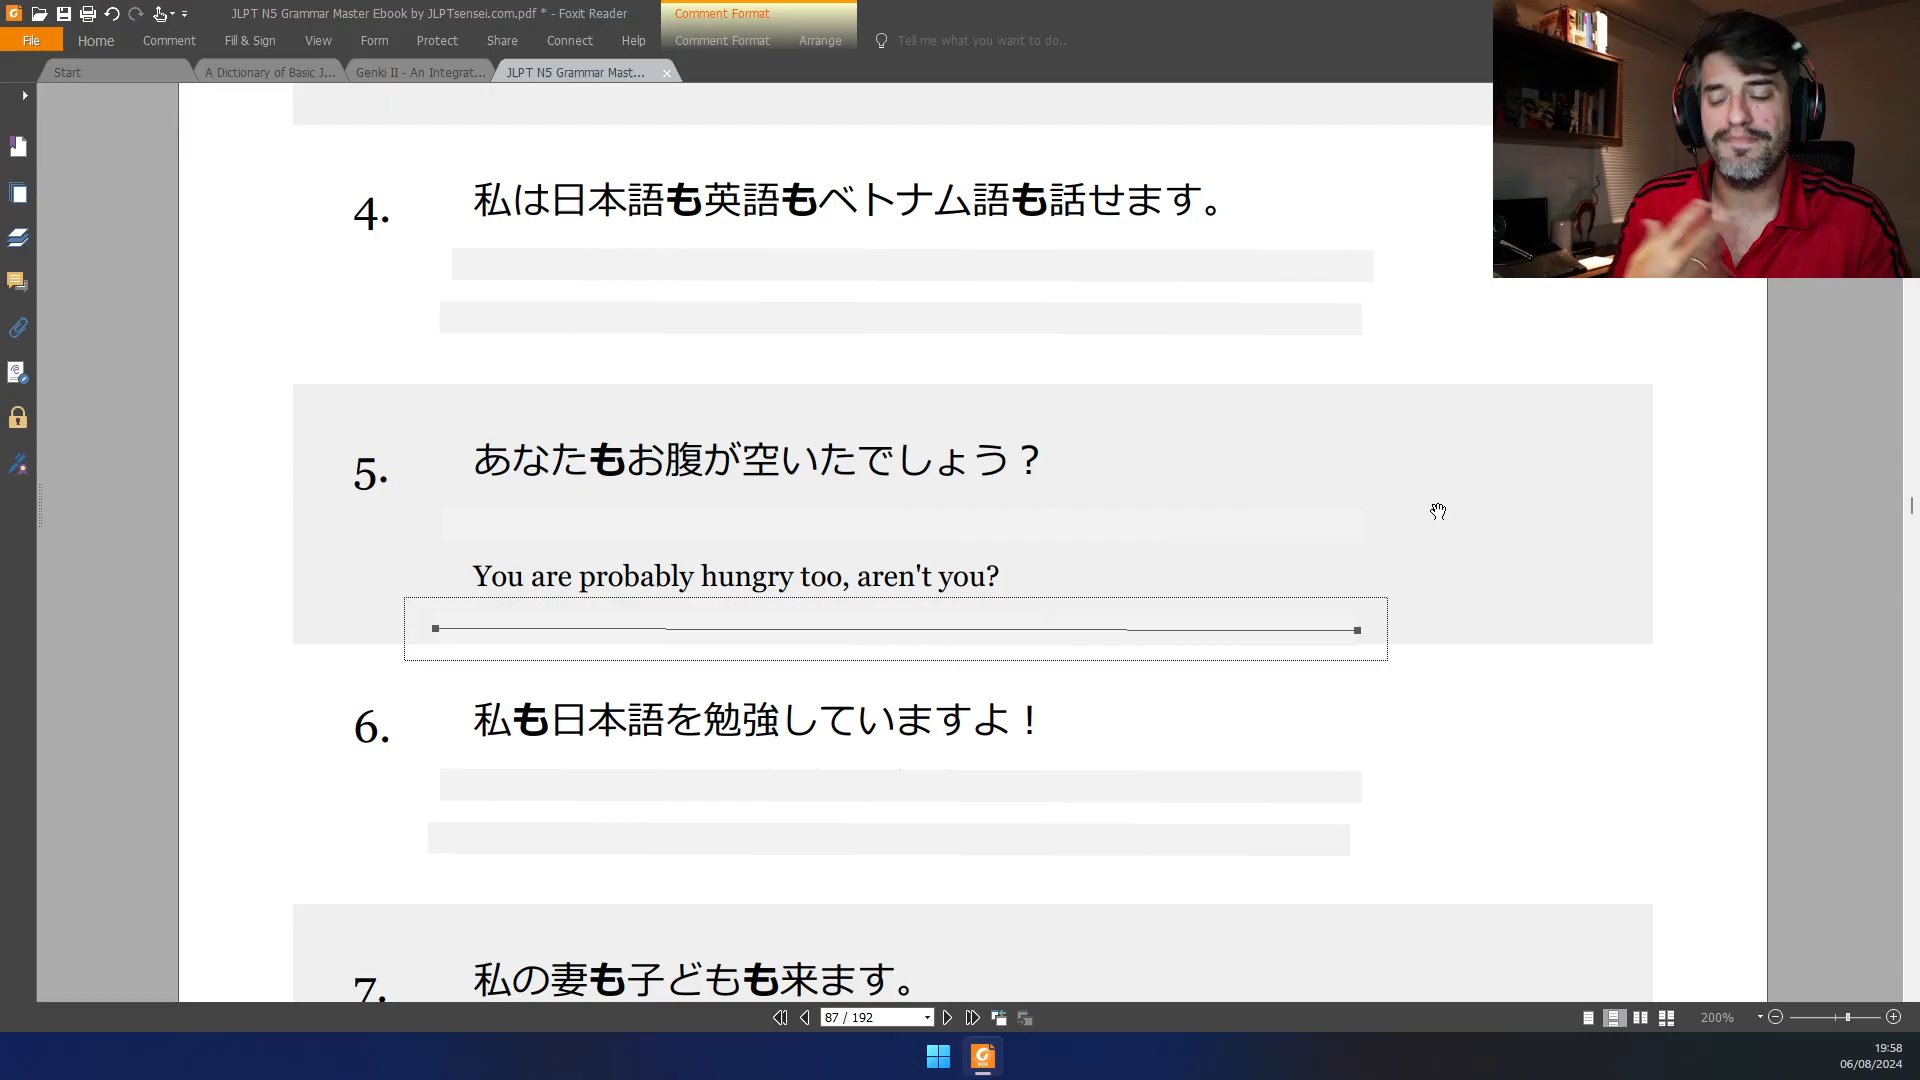 JLPT N5 Grammar Master Ebook by JLPTsensei.com.pdf * - Foxit Reader
Comment Format
File
Home
Comment
Fill & Sign
View
Form
Protect
Share
Connect
Help
Comment Format
Arrange
Tell me what you want to do..
Start
A Dictionary of Basic J...
Genki II - An Integrat...
JLPT N5 Grammar Mast...
4. 私は日本語も英語もベトナム語も話せます。
5. あなたもお腹が空いたでしょう？
You are probably hungry too, aren't you?
6. 私も日本語を勉強していますよ！
7. 私の妻も子どもも来ます。
87 / 192
200%
19:58
06/08/2024